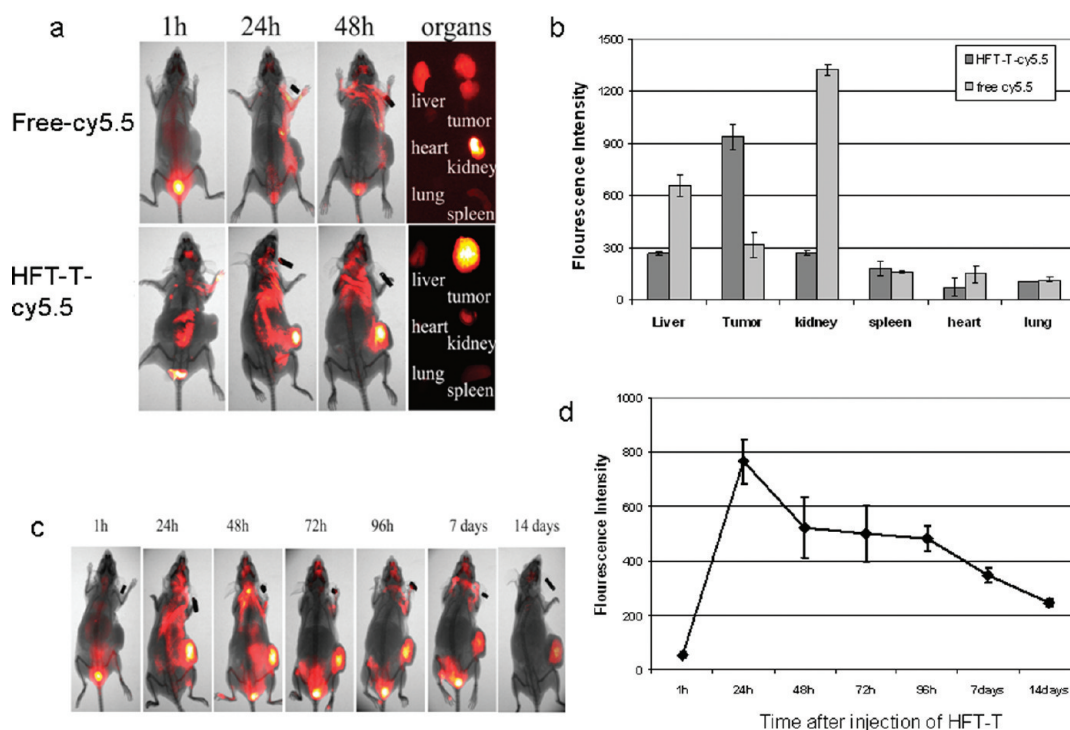 a
1h 24h 48h organs
Free-cy5.5
liver
tumor
heart
kidney
lung
spleen
HFT-T-
cy5.5
liver
tumor
heart
kidney
lung
spleen
b
1500
1200
900
600
300
0
Flourescence Intensity
HFT-T-cy5.5
free cy5.5
Liver Tumor kidney spleen heart lung
c
1h 24h 48h 72h 96h 7 days 14 days
d
1000
800
600
400
200
0
Flourescence Intensity
1h 24h 48h 72h 96h 7days 14days
Time after injection of HFT-T